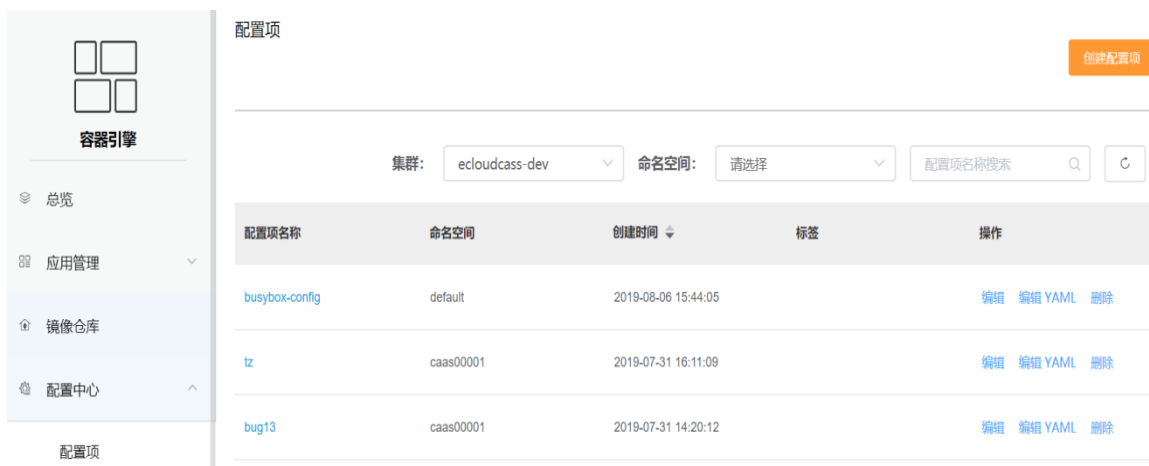 容器引擎
总览
应用管理
镜像仓库
配置中心
配置项
配置项
创建配置项
集群： ecloudcass-dev 命名空间： 请选择 配置项名称搜索
配置项名称 命名空间 创建时间 标签 操作
busybox-config default 2019-08-06 15:44:05 编辑 编辑 YAML 删除
tz caas00001 2019-07-31 16:11:09 编辑 编辑 YAML 删除
bug13 caas00001 2019-07-31 14:20:12 编辑 编辑 YAML 删除